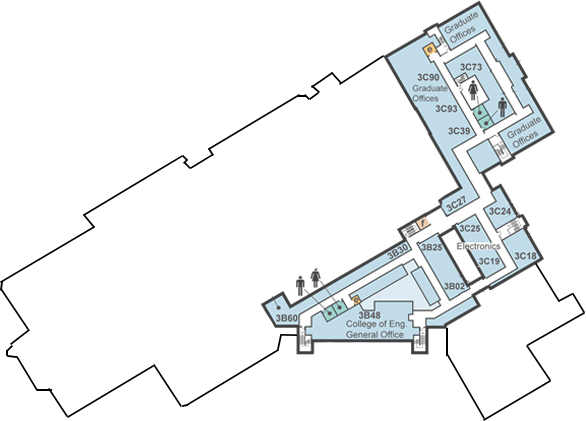 Graduate
Offices
3C73
3C90
Graduate
Offices
3C93
3C39
Graduate
Offices
3C27
3C24
3C25
3B30
3B25
Electronics
3C19
3C18
3B02
3B60
3B48
College of Eng.
General Office